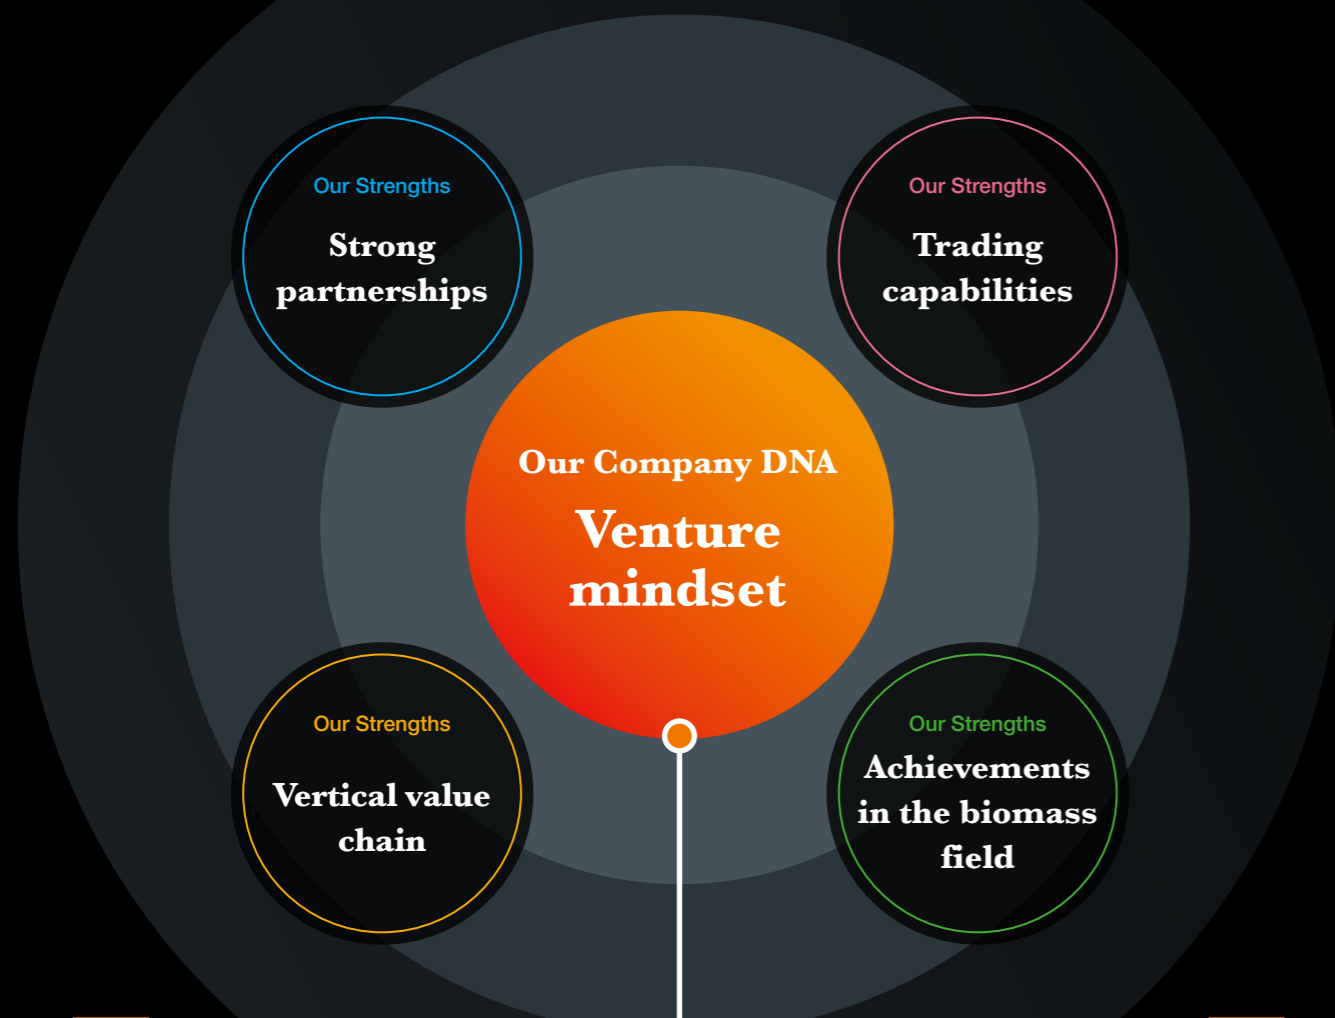 Our Strengths
Strong
partnerships
Our Strengths
Trading
capabilities
Our Company DNA
Venture
mindset
Our Strengths
Vertical value
chain
Our Strengths
Achievements
in the biomass
field